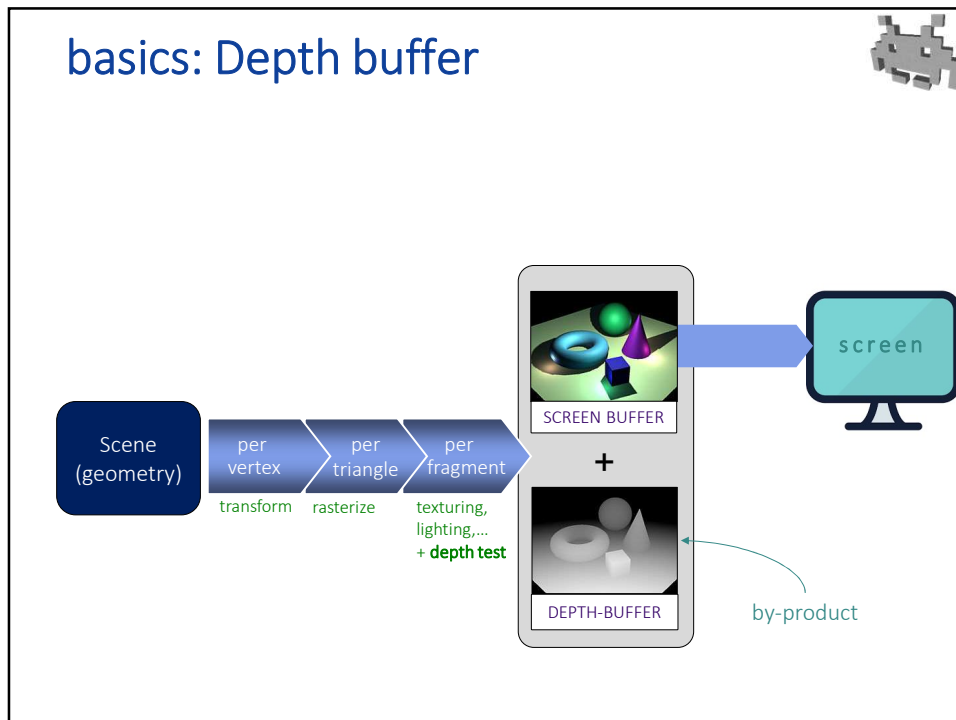 basics: Depth buffer
screen
SCREEN BUFFER
+
Scene
(geometry)
per
vertex
per
triangle
per
fragment
transform
rasterize
texturing,
lighting,...
+ depth test
DEPTH-BUFFER
by-product